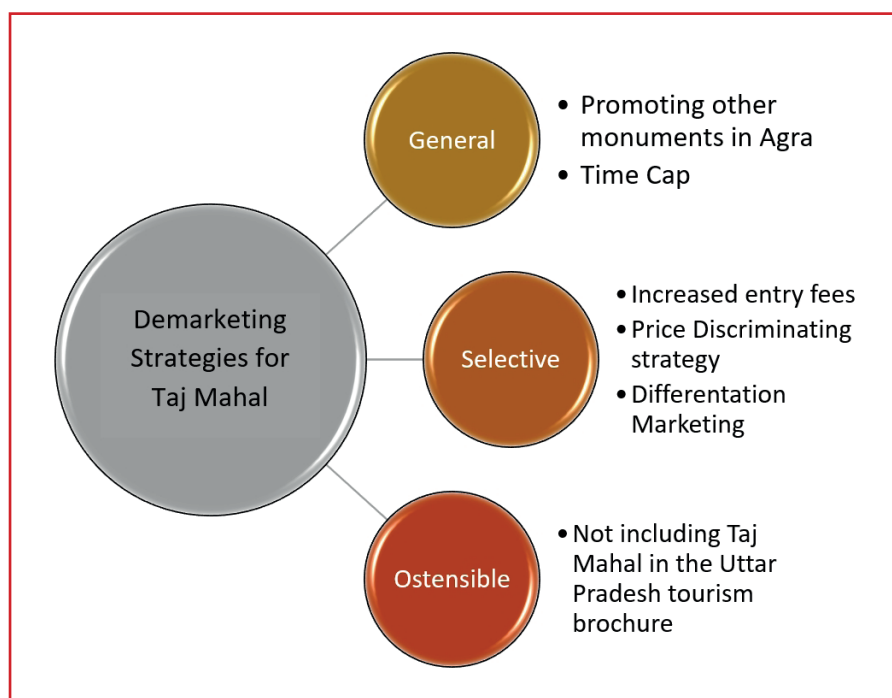 Demarketing
Strategies for
Taj Mahal
General
• Promoting other
monuments in Agra
• Time Cap
Selective
• Increased entry fees
• Price Discriminating
strategy
• Differentation
Marketing
Ostensible
• Not including Taj
Mahal in the Uttar
Pradesh tourism
brochure